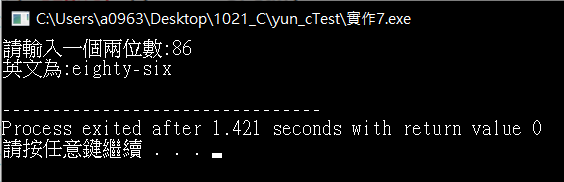 C:\Users\a0963\Desktop\1021_C\yun_cTest\實作7.exe
請輸入一個兩位數:86
英文為:eighty-six
--------------------------------
Process exited after 1.421 seconds with return value 0
請按任意鍵繼續 . . .